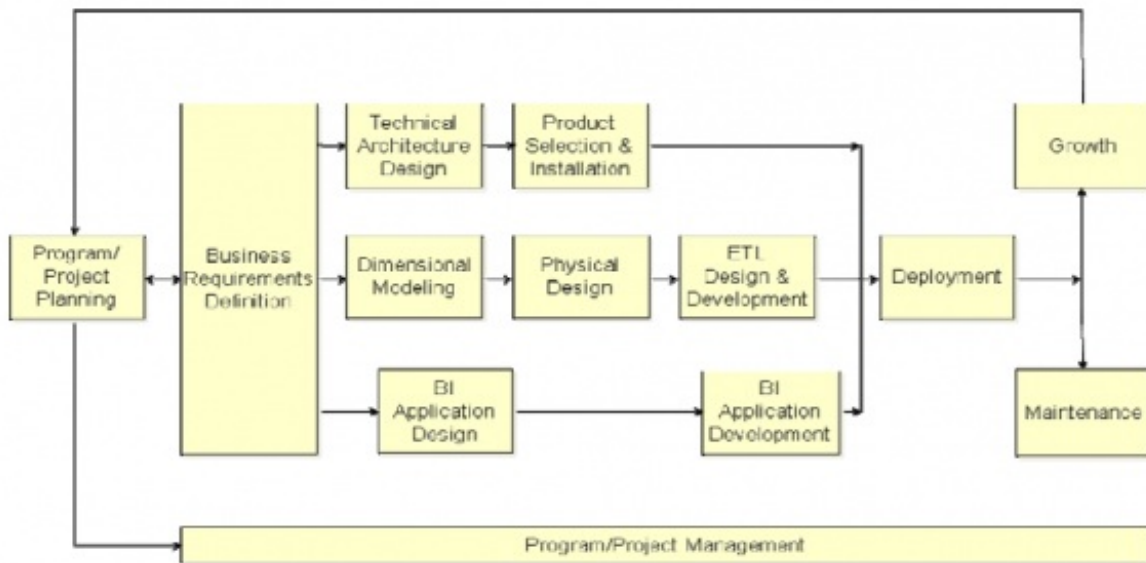 Technical
Architecture
Design
Product
Selection &
Installation
Growth
Program/
Project
Planning
Business
Requirements
Definition
Dimensional
Modeling
Physical
Design
ETL
Design &
Development
Deployment
BI
Application
Design
BI
Application
Development
Maintenance
Program/Project Management